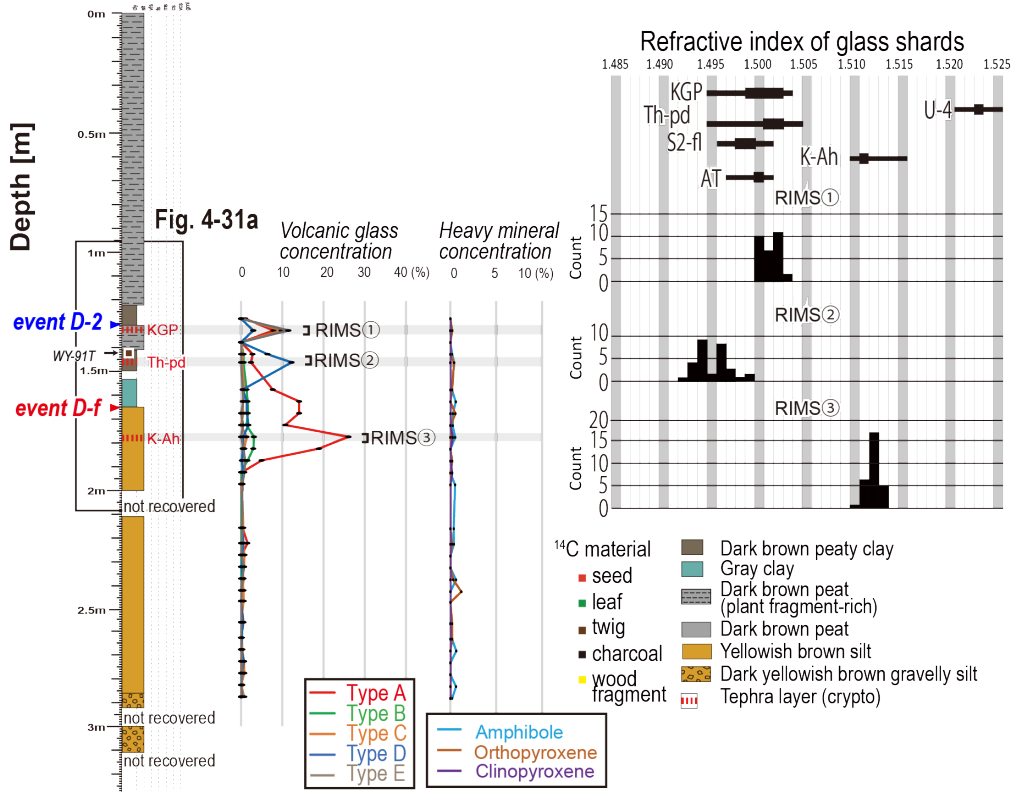 0m
0.5m
1m
1.5m
2m
2.5m
3m
Depth [m]
Fig. 4-31a
event D-2
WY-91T
event D-f
KGP
Th-pd
K-Ah
not recovered
not recovered
not recovered
Volcanic glass
concentration
0 10 20 30 40 (%)
Heavy mineral
concentration
0 5 10 (%)
RIMS①
RIMS②
RIMS③
Type A
Type B
Type C
Type D
Type E
Amphibole
Orthopyroxene
Clinopyroxene
Refractive index of glass shards
1.485 1.490 1.495 1.500 1.505 1.510 1.515 1.520 1.525
KGP
Th-pd
S2-fl
AT
K-Ah
U-4
RIMS①
15
10
5
0
Count
RIMS②
10
5
0
Count
RIMS③
20
15
10
5
0
Count
14C material
seed
leaf
twig
charcoal
wood
fragment
Dark brown peaty clay
Gray clay
Dark brown peat
(plant fragment-rich)
Dark brown peat
Yellowish brown silt
Dark yellowish brown gravelly silt
Tephra layer (crypto)